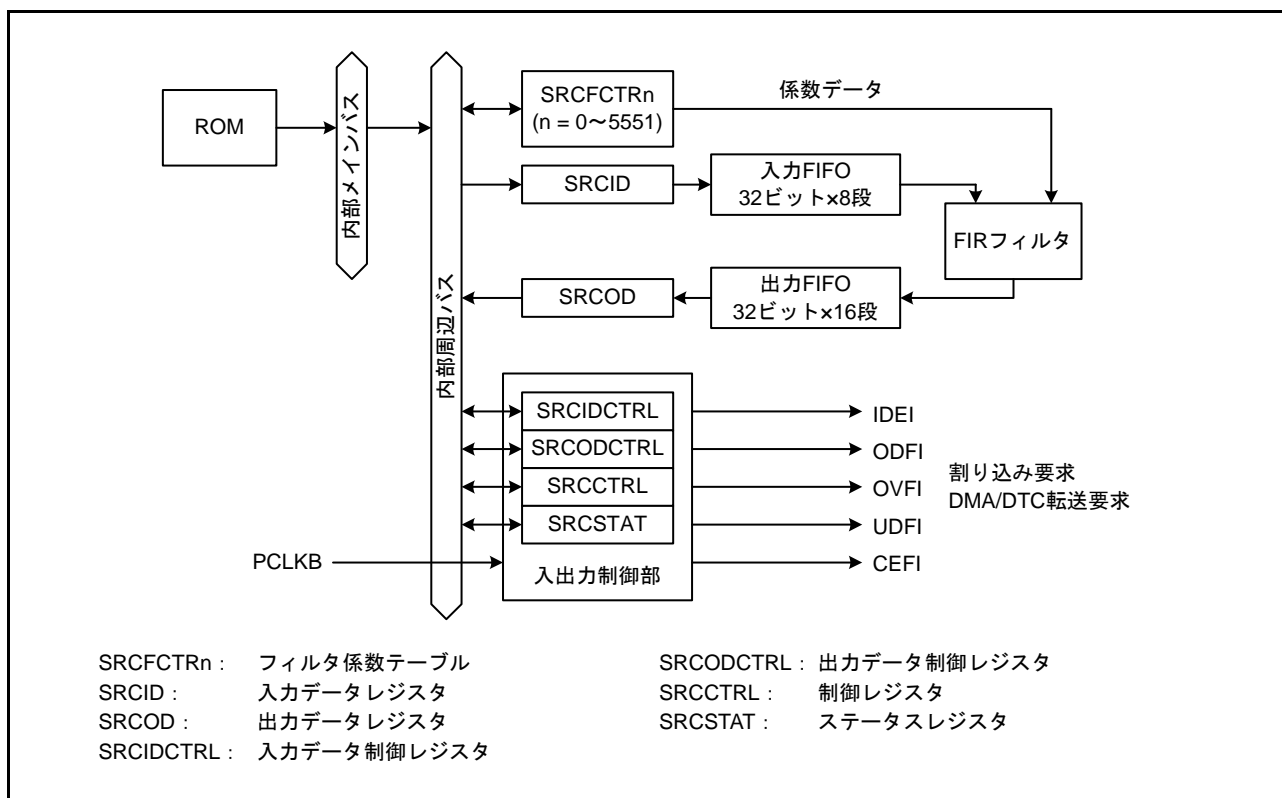 ROM
内部メインバス
内部周辺バス
SRCFCTRn
(n = 0～5551)
係数データ
SRCID
入力FIFO
32ビット×8段
FIRフィルタ
SRCOD
出力FIFO
32ビット×16段
SRCIDCTRL
SRCODCTRL
SRCCTRL
SRCSTAT
入出力制御部
PCLKB
IDEI
ODFI
OVFI
UDFI
CEFI
割り込み要求
DMA/DTC転送要求
SRCFCTRn： フィルタ係数テーブル
SRCID： 入力データレジスタ
SRCOD： 出力データレジスタ
SRCIDCTRL： 入力データ制御レジスタ
SRCODCTRL： 出力データ制御レジスタ
SRCCTRL： 制御レジスタ
SRCSTAT： ステータスレジスタ